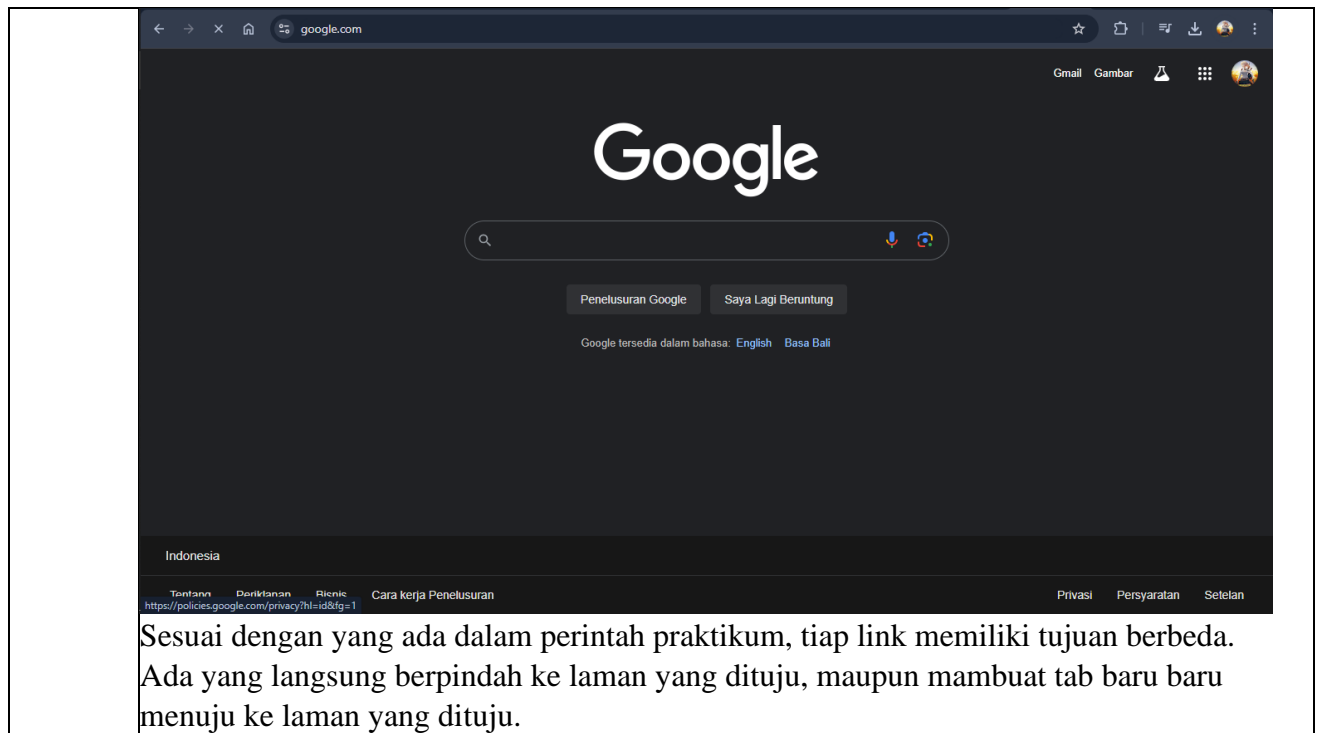 google.com
Gmail Gambar
Google
Penelusuran Google Saya Lagi Beruntung
Google tersedia dalam bahasa: English Basa Bali
Indonesia
Tentang Periklanan Bisnis Cara kerja Penelusuran Privasi Persyaratan Setelan
https://policies.google.com/privacy?hl=id&fg=1
Sesuai dengan yang ada dalam perintah praktikum, tiap link memiliki tujuan berbeda.
Ada yang langsung berpindah ke laman yang dituju, maupun mambuat tab baru baru
menuju ke laman yang dituju.